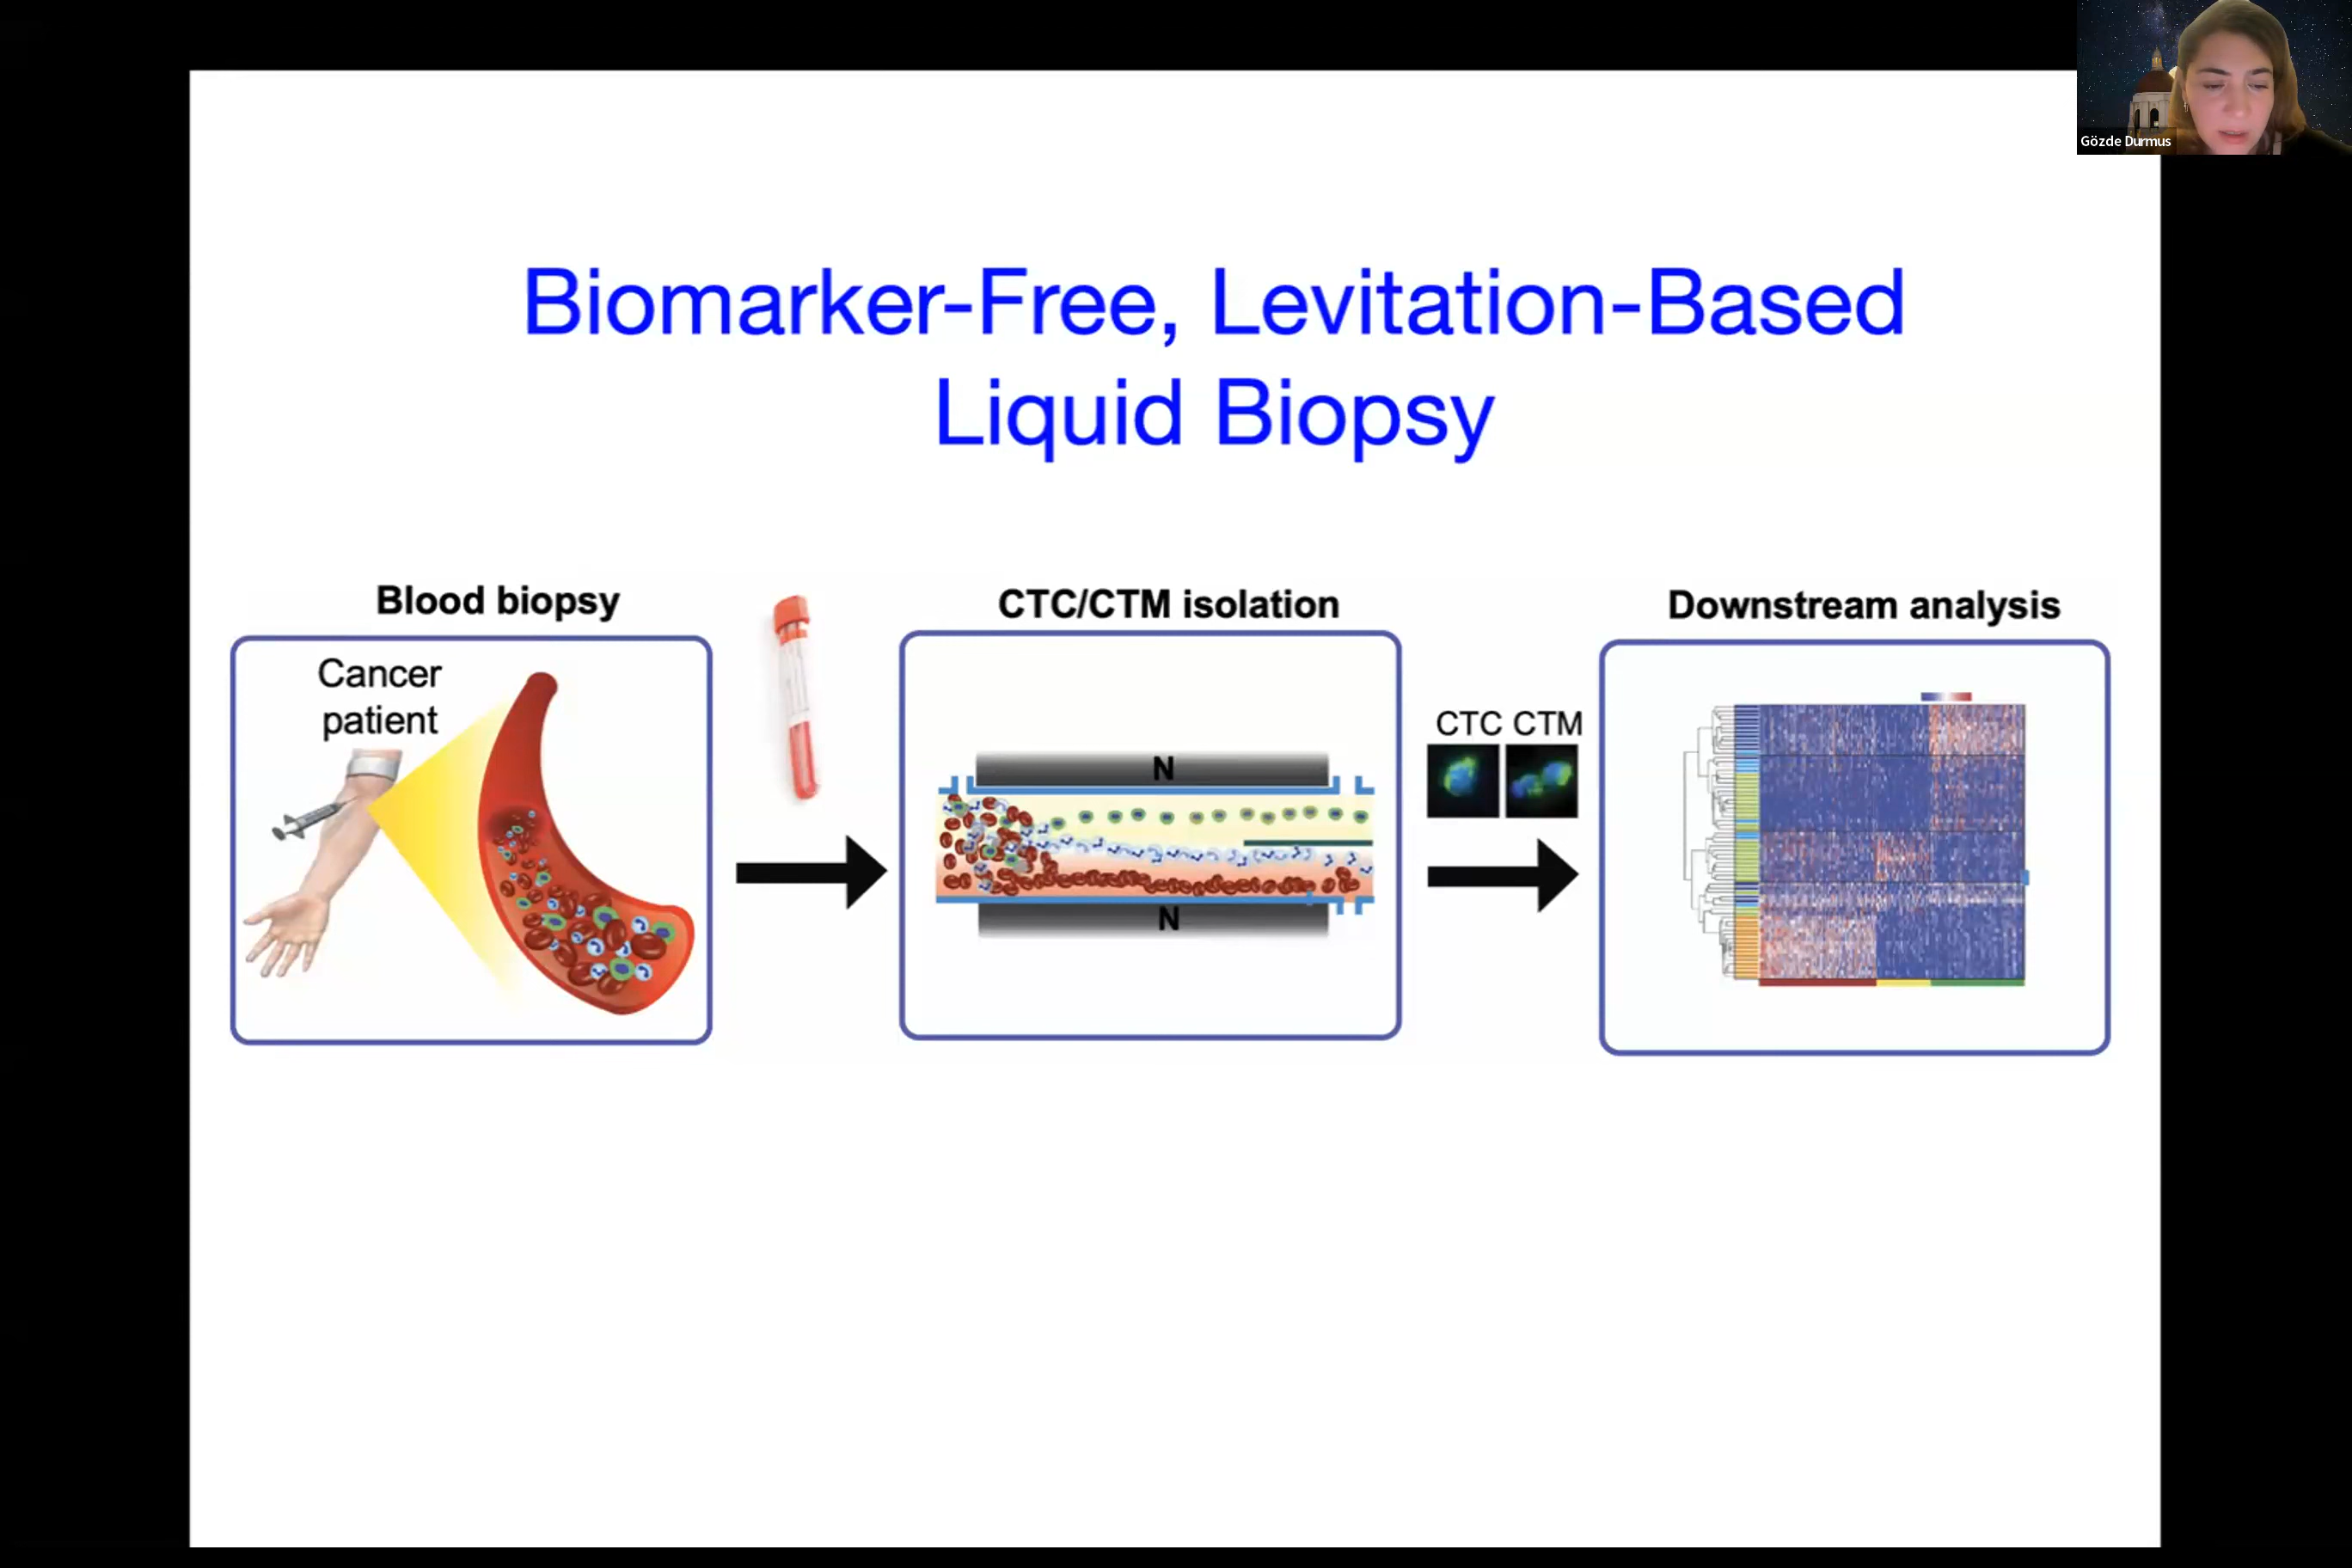 Gözde Durmus
Biomarker-Free, Levitation-Based
Liquid Biopsy
Blood biopsy
Cancer
patient
CTC/CTM isolation
N
N
CTC CTM
Downstream analysis